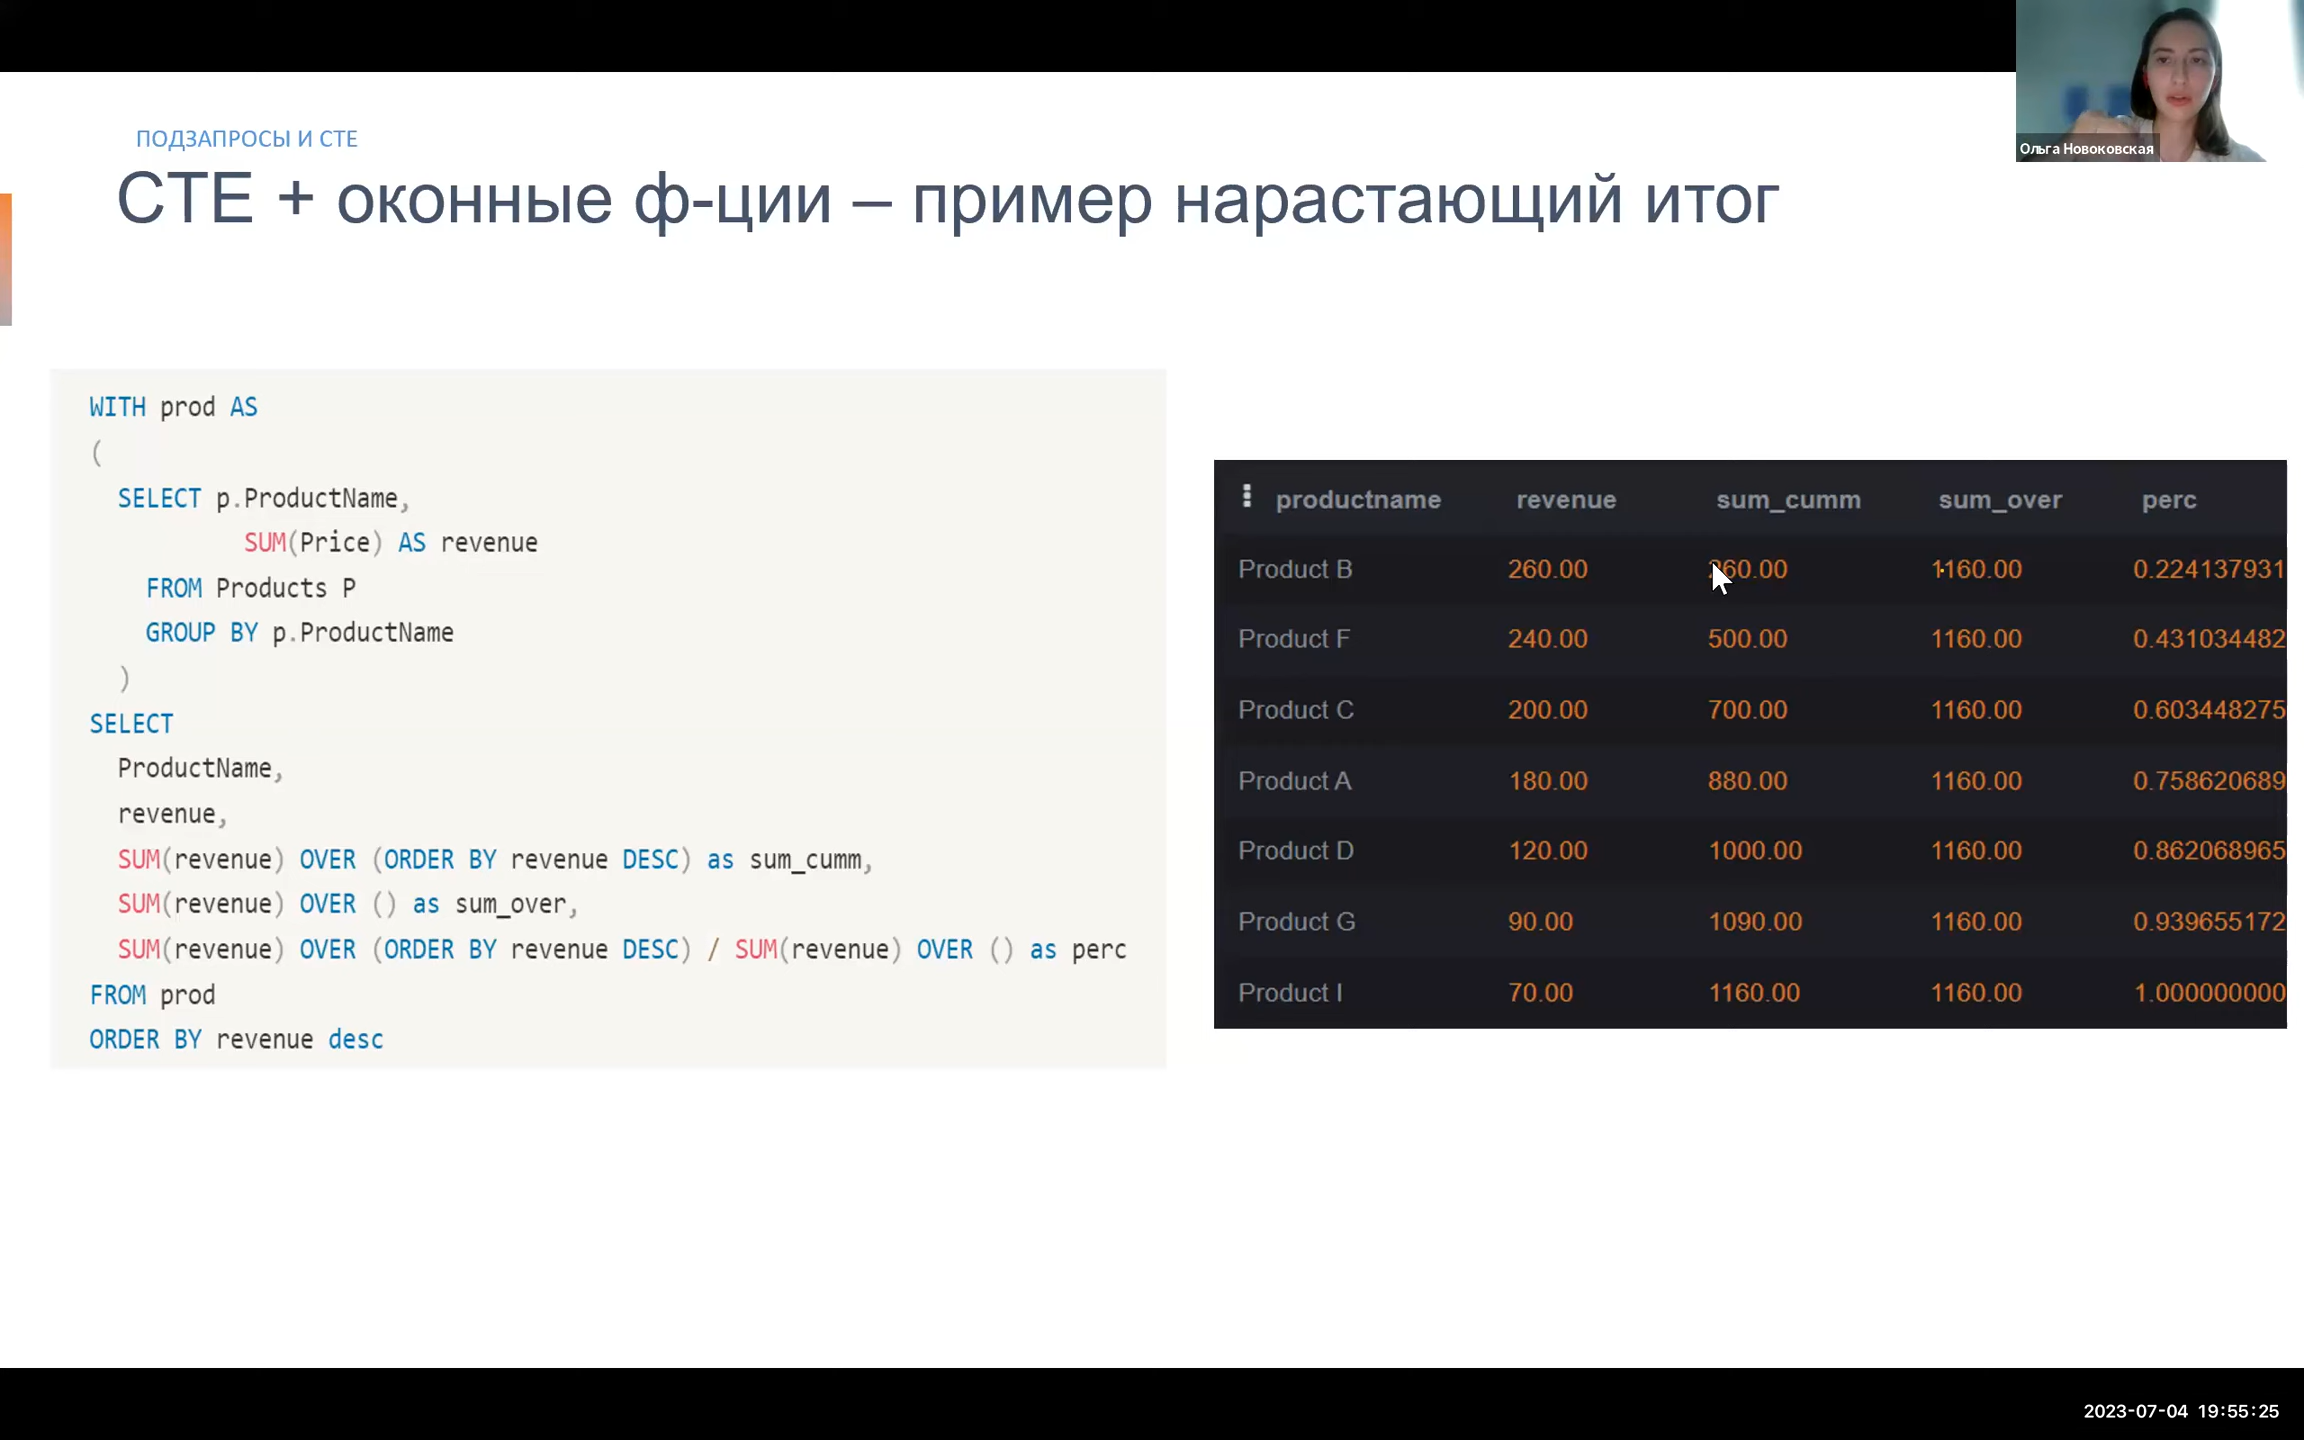 Ольга Новоковская
ПОДЗАПРОСЫ И СТЕ
СТЕ + оконные ф-ции – пример нарастающий итог
WITH prod AS
(
SELECT p.ProductName,
SUM(Price) AS revenue
FROM Products P
GROUP BY p.ProductName
)
SELECT
ProductName,
revenue,
SUM(revenue) OVER (ORDER BY revenue DESC) as sum_cumm,
SUM(revenue) OVER () as sum_over,
SUM(revenue) OVER (ORDER BY revenue DESC) / SUM(revenue) OVER () as perc
FROM prod
ORDER BY revenue desc
productname revenue sum_cumm sum_over perc
Product B 260.00 260.00 1160.00 0.224137931
Product F 240.00 500.00 1160.00 0.431034482
Product C 200.00 700.00 1160.00 0.603448275
Product A 180.00 880.00 1160.00 0.758620689
Product D 120.00 1000.00 1160.00 0.862068965
Product G 90.00 1090.00 1160.00 0.939655172
Product I 70.00 1160.00 1160.00 1.000000000
2023-07-04 19:55:25